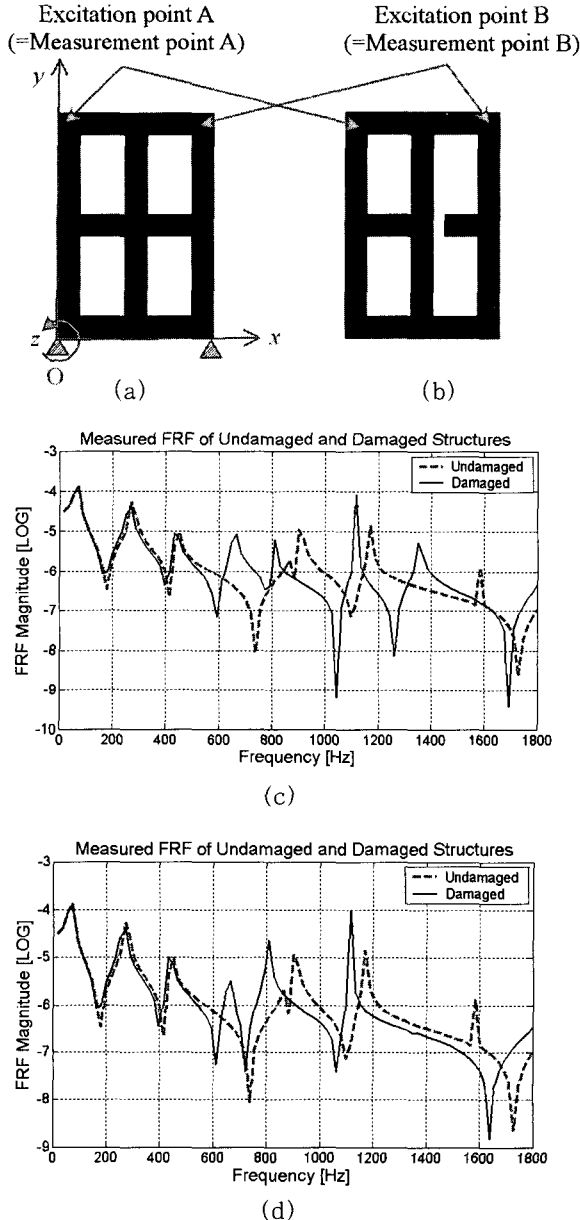 Excitation point A
(=Measurement point A)
Excitation point B
(=Measurement point B)
y
z
O
x
(a)
(b)
Measured FRF of Undamaged and Damaged Structures
Undamaged
Damaged
FRF Magnitude [LOG]
-3
-4
-5
-6
-7
-8
-9
-10
0 200 400 600 800 1000 1200 1400 1600 1800
Frequency [Hz]
(c)
Measured FRF of Undamaged and Damaged Structures
Undamaged
Damaged
FRF Magnitude [LOG]
-3
-4
-5
-6
-7
-8
-9
0 200 400 600 800 1000 1200 1400 1600 1800
Frequency [Hz]
(d)